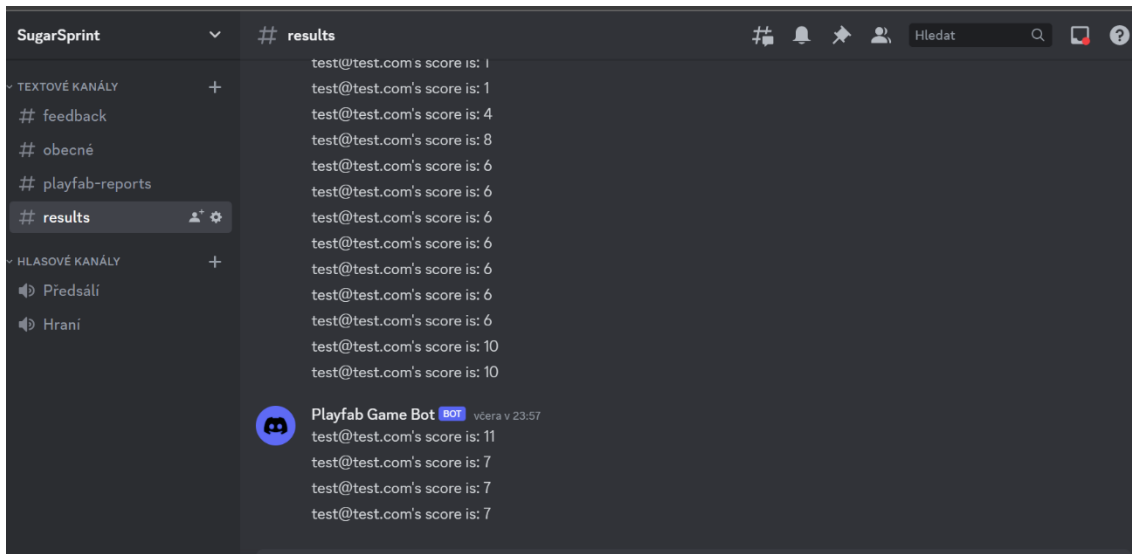 SugarSprint
TEXTOVÉ KANÁLY
# feedback
# obecné
# playfab-reports
# results
HLASOVÉ KANÁLY
Předsálí
Hraní
# results
Hledat
test@test.com's score is: 1
test@test.com's score is: 1
test@test.com's score is: 4
test@test.com's score is: 8
test@test.com's score is: 6
test@test.com's score is: 6
test@test.com's score is: 6
test@test.com's score is: 6
test@test.com's score is: 6
test@test.com's score is: 6
test@test.com's score is: 6
test@test.com's score is: 10
test@test.com's score is: 10
Playfab Game Bot BOT včera v 23:57
test@test.com's score is: 11
test@test.com's score is: 7
test@test.com's score is: 7
test@test.com's score is: 7